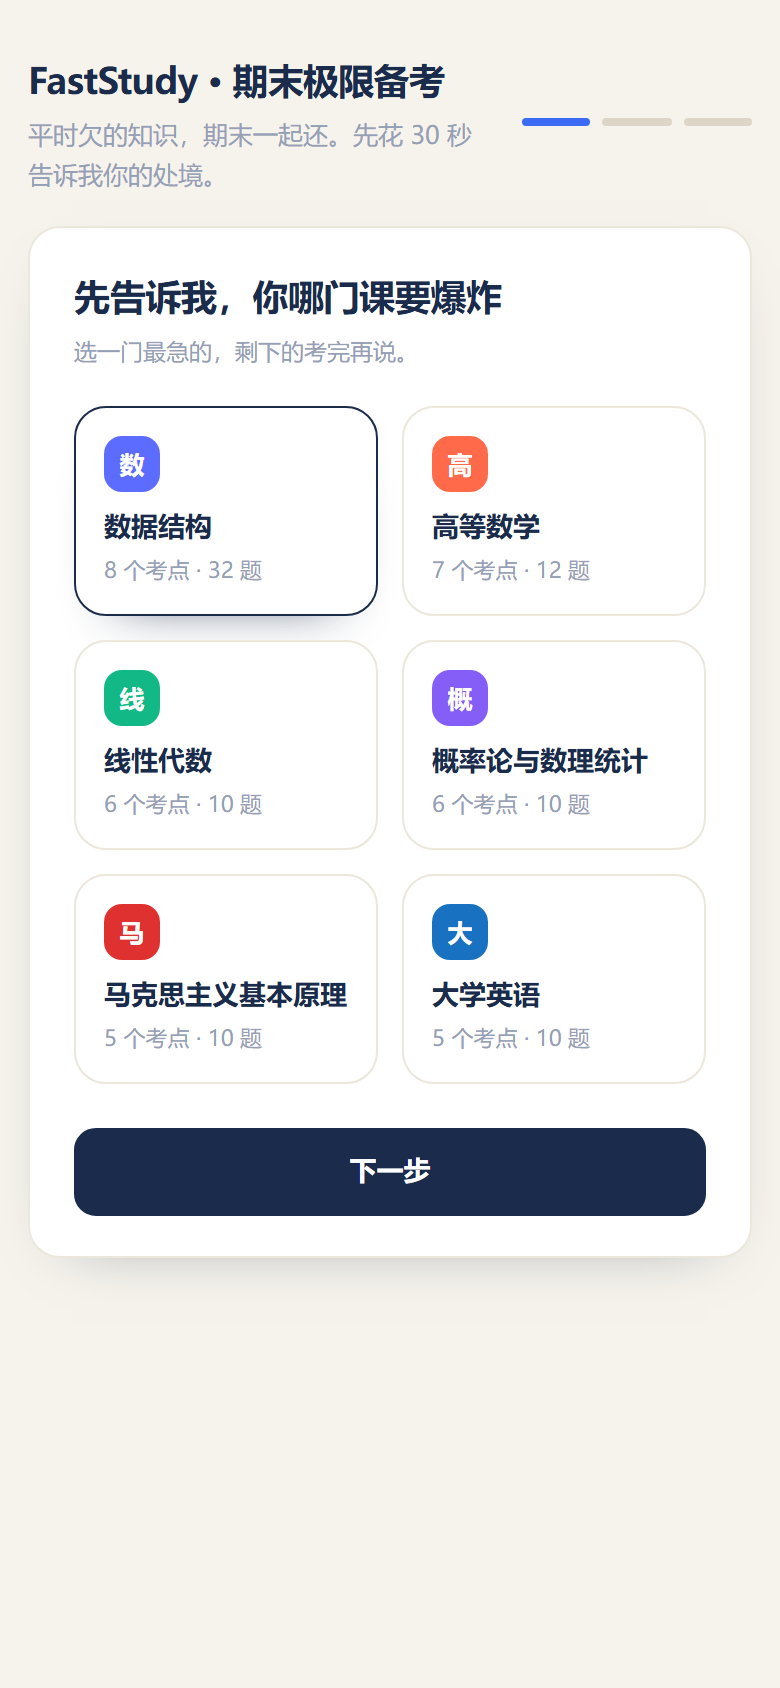 FastStudy · 期末极限备考
平时欠的知识，期末一起还。先花 30 秒
告诉我你的处境。
先告诉我，你哪门课要爆炸
选一门最急的，剩下的考完再说。
数
数据结构
8 个考点 · 32 题
高
高等数学
7 个考点 · 12 题
线
线性代数
6 个考点 · 10 题
概
概率论与数理统计
6 个考点 · 10 题
马
马克思主义基本原理
5 个考点 · 10 题
大
大学英语
5 个考点 · 10 题
下一步